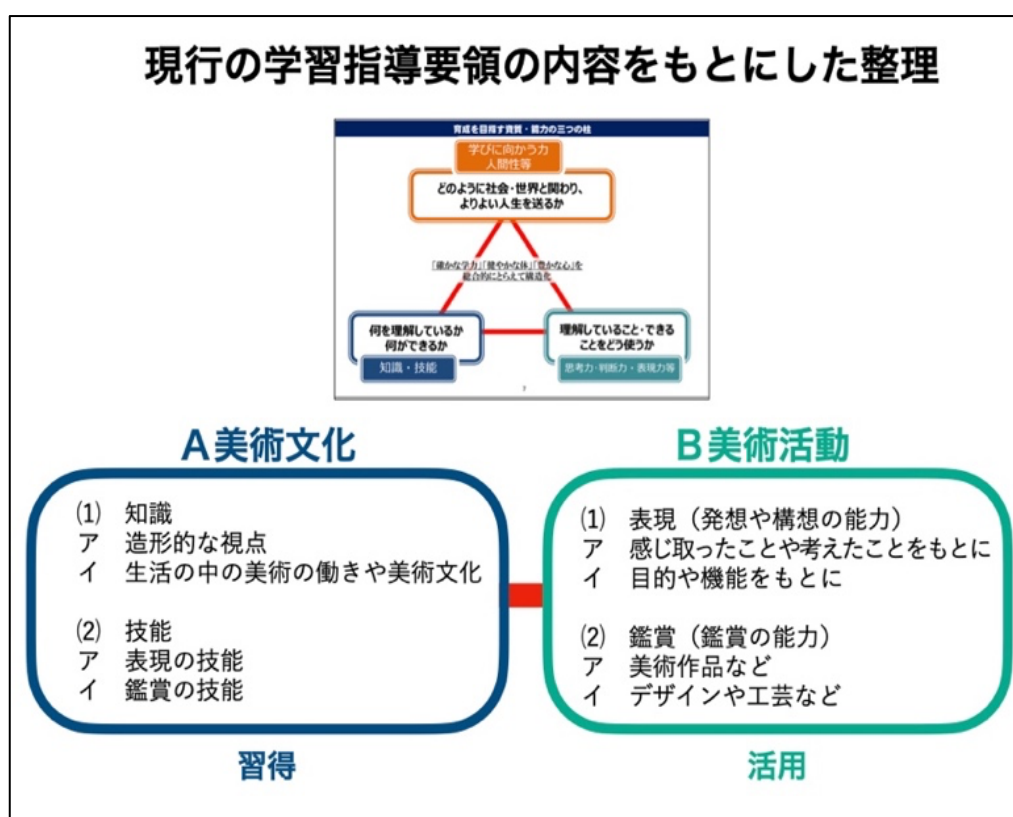 現行の学習指導要領の内容をもとにした整理
育成を目指す資質・能力の三つの柱
学びに向かう力
人間性等
どのように社会・世界と関わり、
よりよい人生を送るか
「確かな学力」「健やかな体」「豊かな心」を
総合的にとらえて構造化
何を理解しているか
何ができるか
知識・技能
理解していること・できる
ことをどう使うか
思考力・判断力・表現力等
7
A美術文化
⑴ 知識
ア 造形的な視点
イ 生活の中の美術の働きや美術文化
⑵ 技能
ア 表現の技能
イ 鑑賞の技能
習得
B美術活動
⑴ 表現（発想や構想の能力）
ア 感じ取ったことや考えたことをもとに
イ 目的や機能をもとに
⑵ 鑑賞（鑑賞の能力）
ア 美術作品など
イ デザインや工芸など
活用